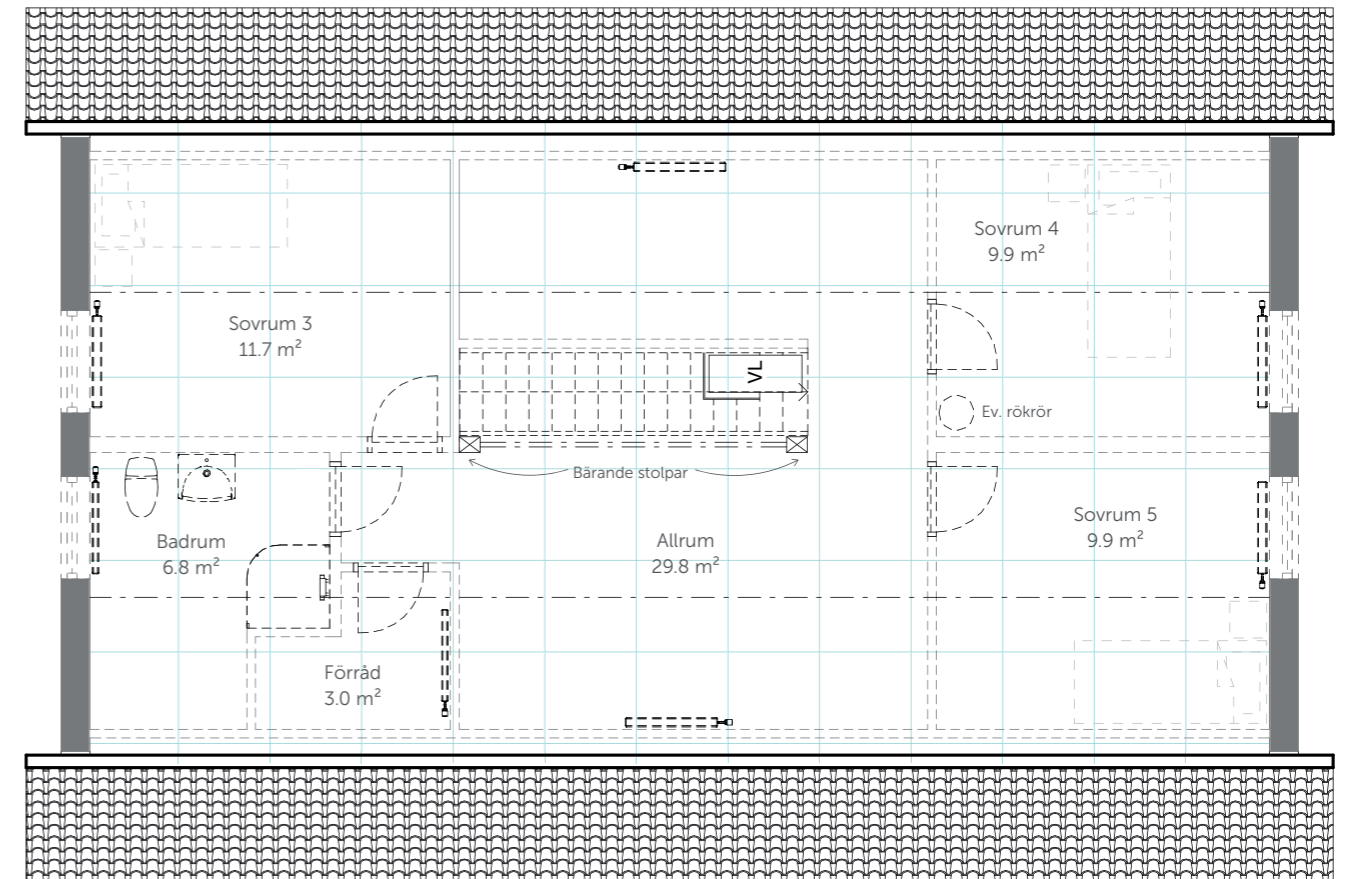 Sovrum 4
9.9 m²
Sovrum 3
11.7 m²
VL
Ev. rökrör
Bärande stolpar
Badrum
6.8 m²
Allrum
29.8 m²
Sovrum 5
9.9 m²
Förråd
3.0 m²